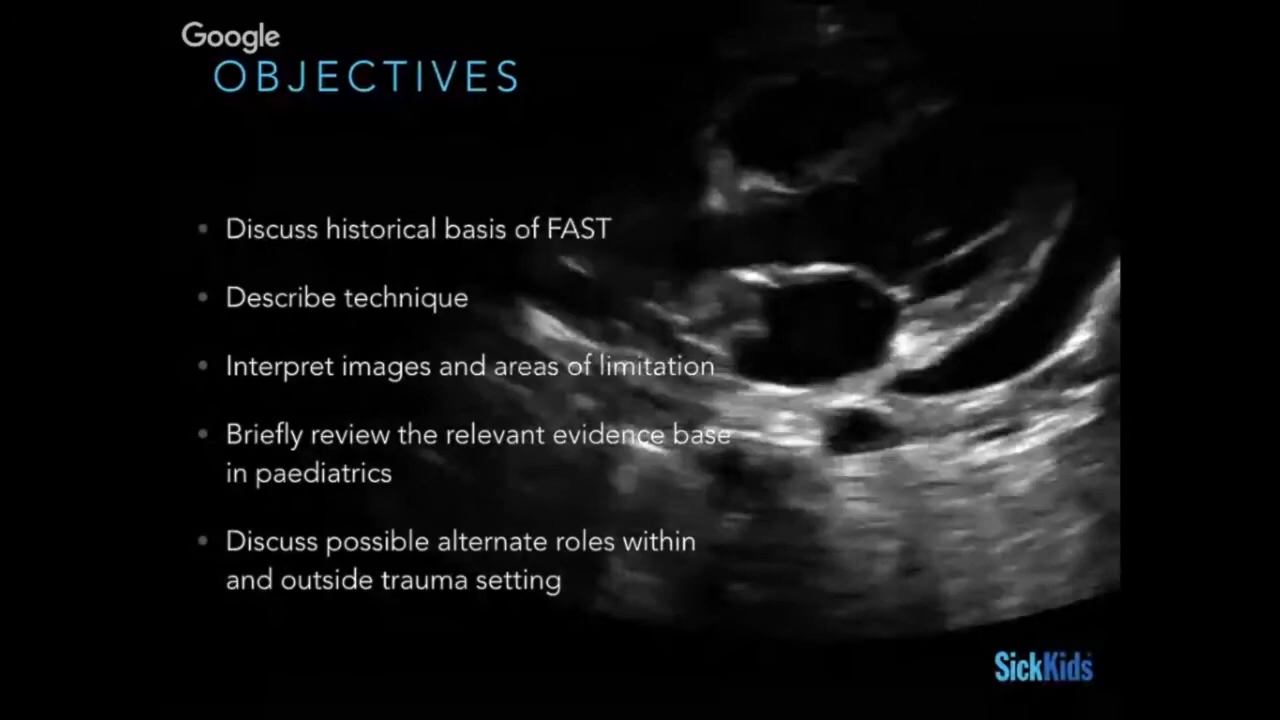 Google
OBJECTIVES
Discuss historical basis of FAST
Describe technique
Interpret images and areas of limitation
Briefly review the relevant evidence base
in paediatrics
Discuss possible alternate roles within
and outside trauma setting
SickKids